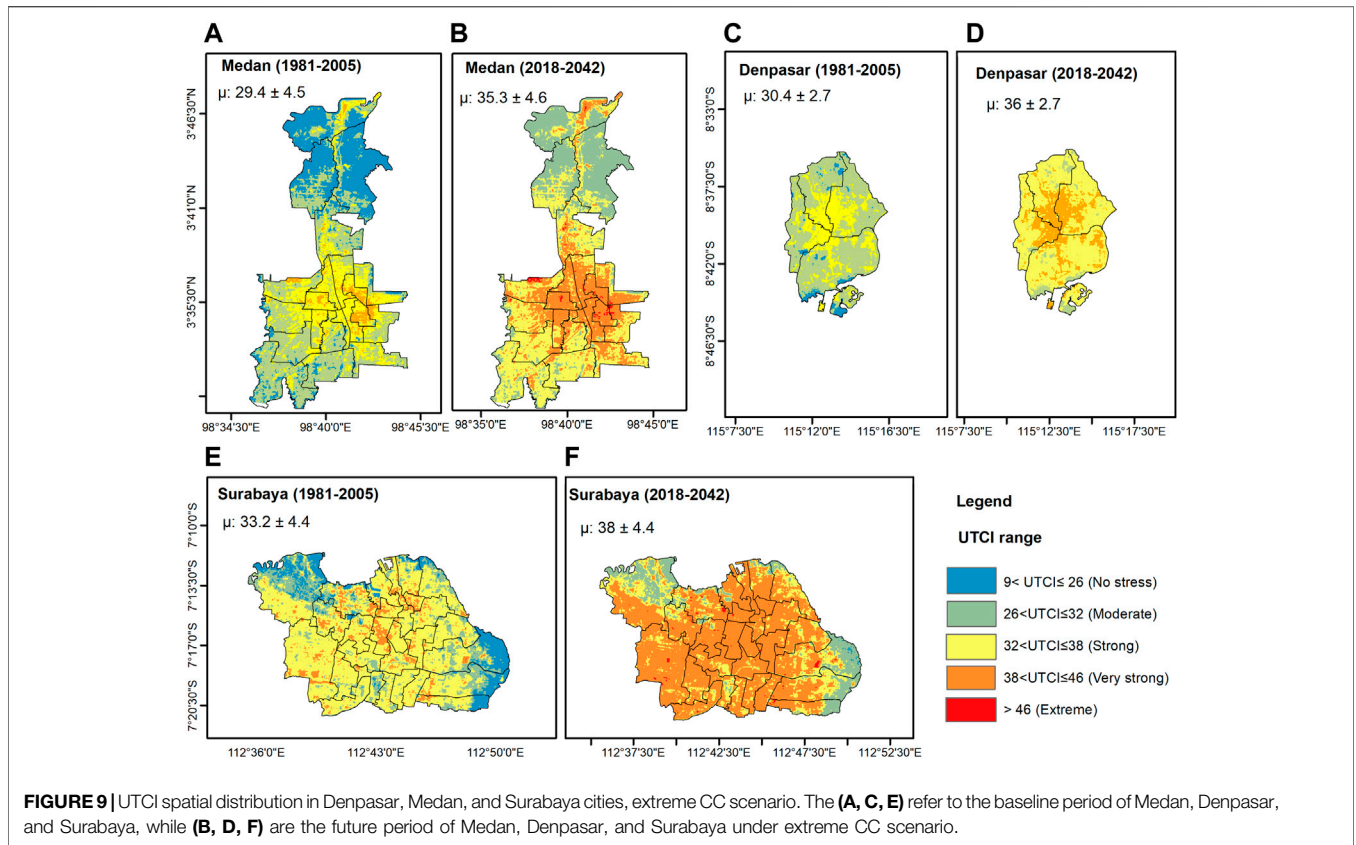 A
B
C
D
Medan (1981-2005)
μ: 29.4 ± 4.5
Medan (2018-2042)
μ: 35.3 ± 4.6
Denpasar (1981-2005)
μ: 30.4 ± 2.7
Denpasar (2018-2042)
μ: 36 ± 2.7
3°46'30"N
3°41'0"N
3°35'30"N
8°33'0"S
8°37'30"S
8°42'0"S
8°46'30"S
98°34'30"E 98°40'0"E 98°45'30"E
98°35'0"E 98°40'0"E 98°45'0"E
115°7'30"E 115°12'0"E 115°16'30"E
115°7'30"E 115°12'30"E 115°17'30"E
E
F
Surabaya (1981-2005)
μ: 33.2 ± 4.4
Surabaya (2018-2042)
μ: 38 ± 4.4
7°10'0"S
7°13'30"S
7°17'0"S
7°20'30"S
112°36'0"E 112°43'0"E 112°50'0"E
112°37'30"E 112°42'30"E 112°47'30"E 112°52'30"E
Legend
UTCI range
9< UTCI≤ 26 (No stress)
26<UTCI≤32 (Moderate)
32<UTCI≤38 (Strong)
38<UTCI≤46 (Very strong)
> 46 (Extreme)
FIGURE 9 | UTCI spatial distribution in Denpasar, Medan, and Surabaya cities, extreme CC scenario. The (A, C, E) refer to the baseline period of Medan, Denpasar,
and Surabaya, while (B, D, F) are the future period of Medan, Denpasar, and Surabaya under extreme CC scenario.